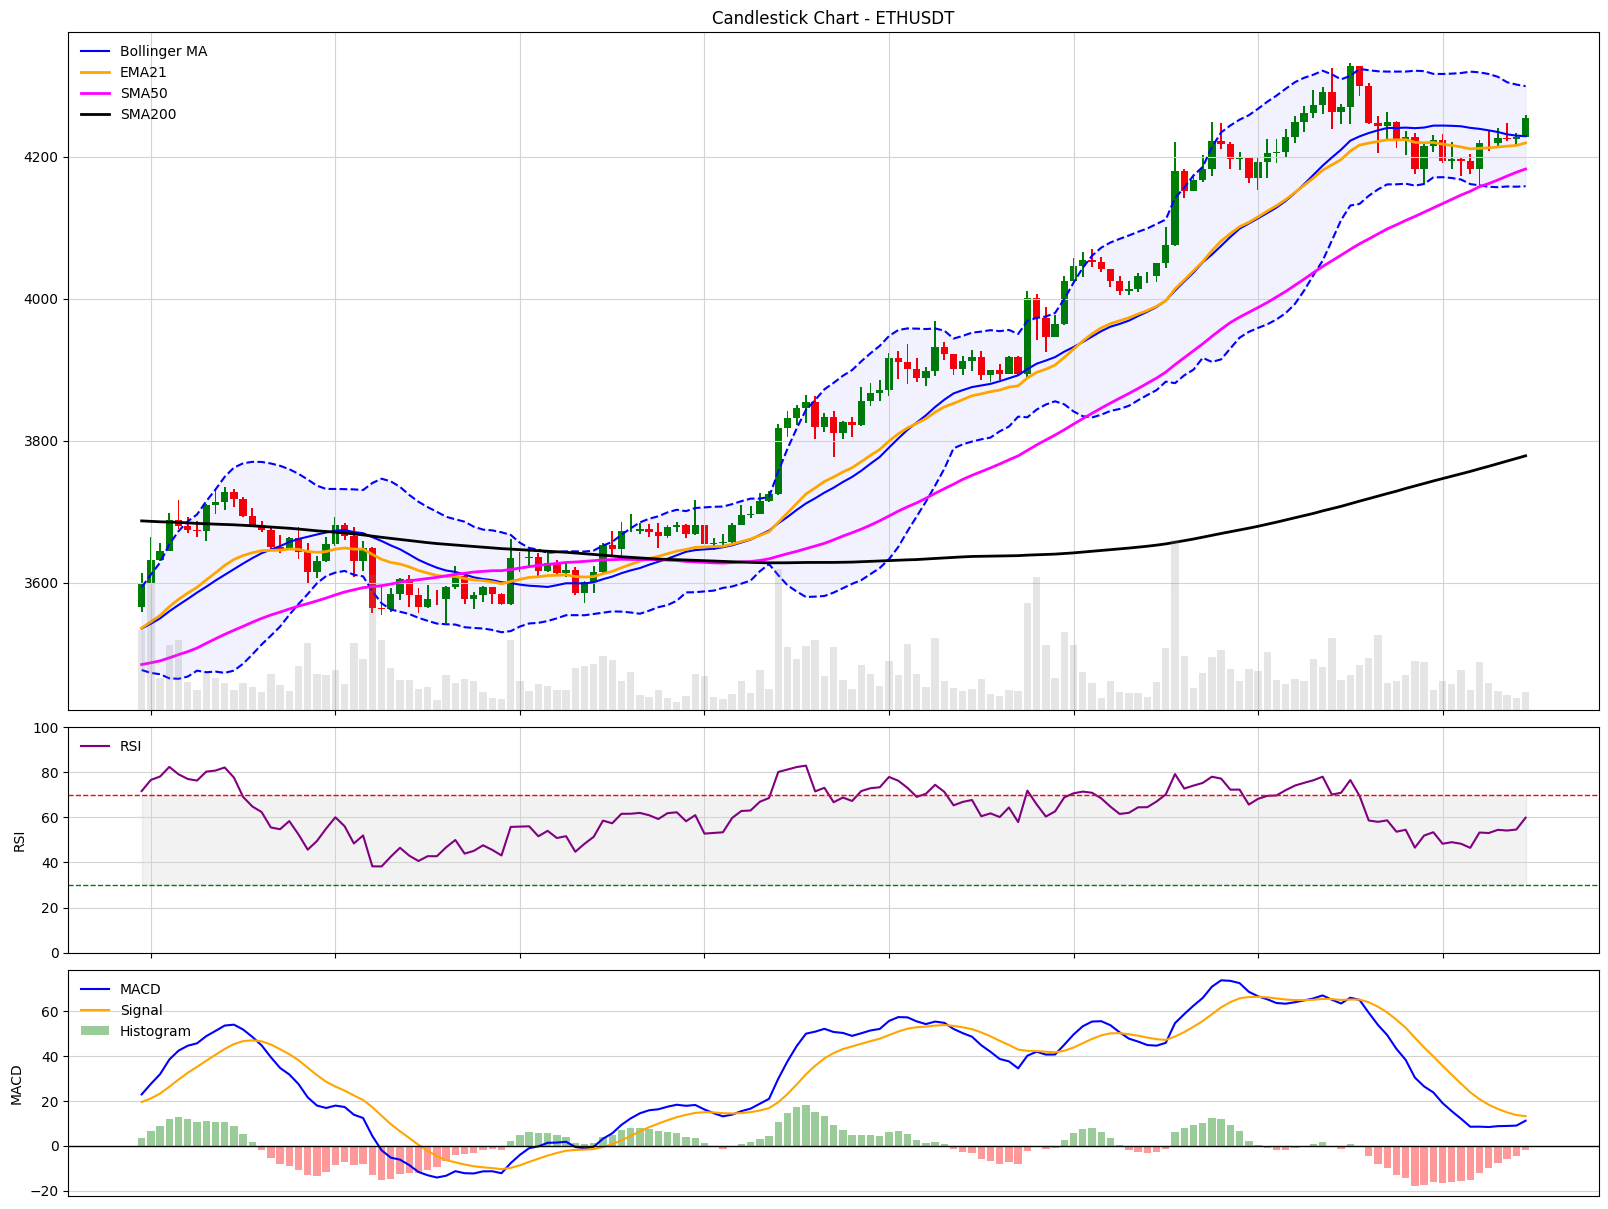 Candlestick Chart - ETHUSDT
Bollinger MA
EMA21
SMA50
SMA200
4200
4000
3800
3600
100
80
60
40
20
0
RSI
RSI
60
40
20
0
−20
MACD
MACD
Signal
Histogram